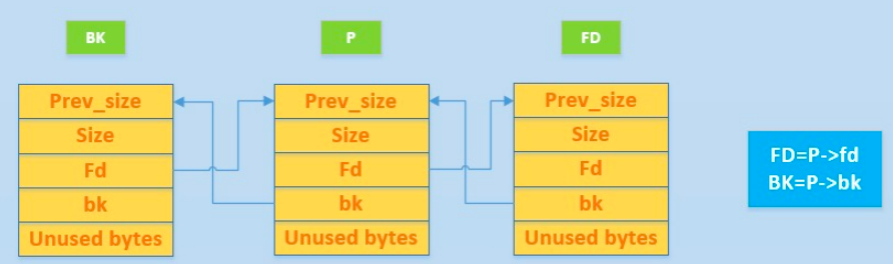 BK
P
FD
Prev_size
Size
Fd
bk
Unused bytes
Prev_size
Size
Fd
bk
Unused bytes
Prev_size
Size
Fd
bk
Unused bytes
FD=P->fd
BK=P->bk